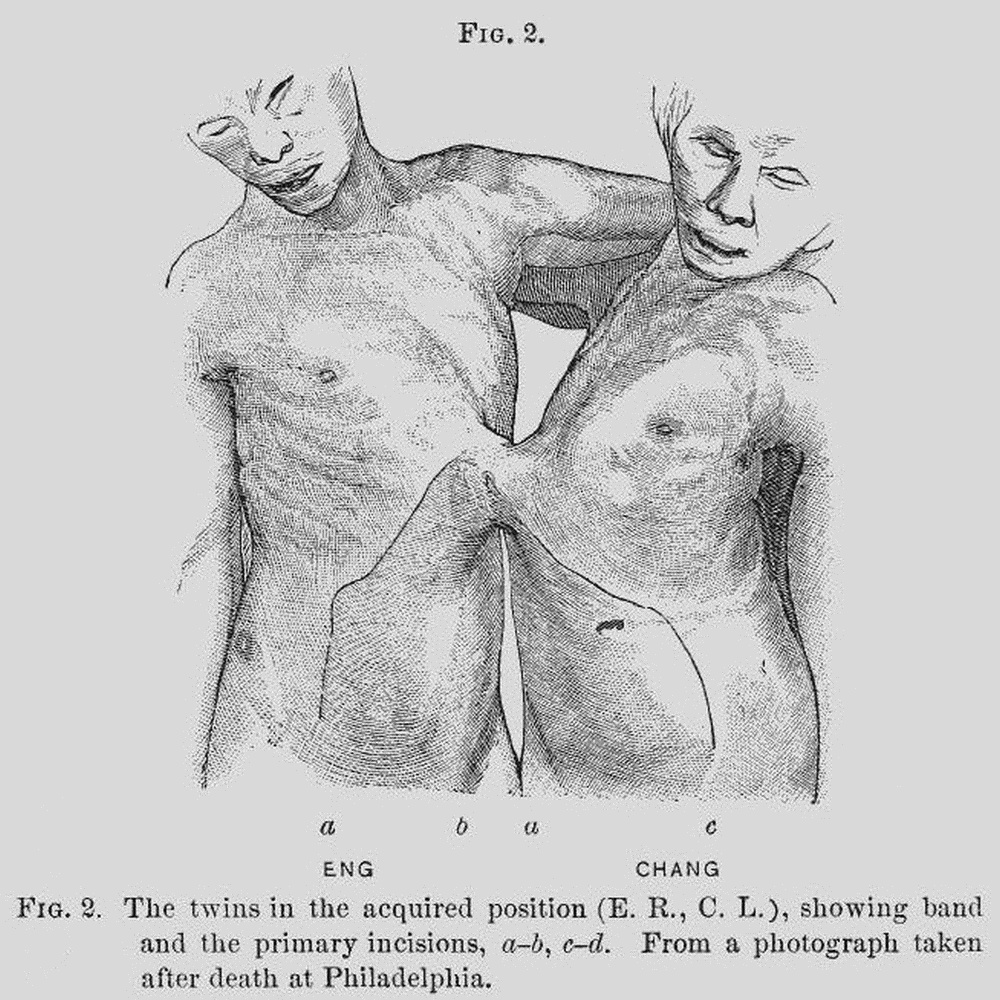 FIG. 2.
a b a c
ENG CHANG
FIG. 2. The twins in the acquired position (E. R., C. L.), showing band
and the primary incisions, a–b, c–d. From a photograph taken
after death at Philadelphia.